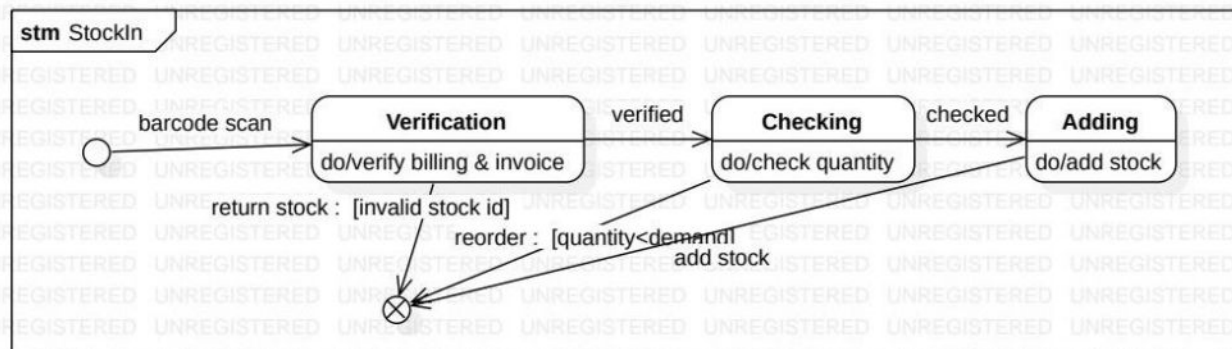 stm StockIn
barcode scan
Verification
do/verify billing & invoice
verified
Checking
do/check quantity
checked
Adding
do/add stock
return stock : [invalid stock id]
reorder : [quantity<demand]
add stock
UNREGISTERED